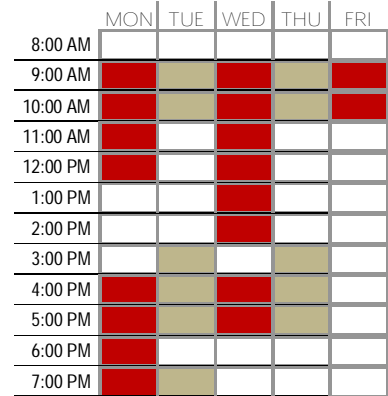 MON TUE WED THU FRI
8:00 AM
9:00 AM
10:00 AM
11:00 AM
12:00 PM
1:00 PM
2:00 PM
3:00 PM
4:00 PM
5:00 PM
6:00 PM
7:00 PM